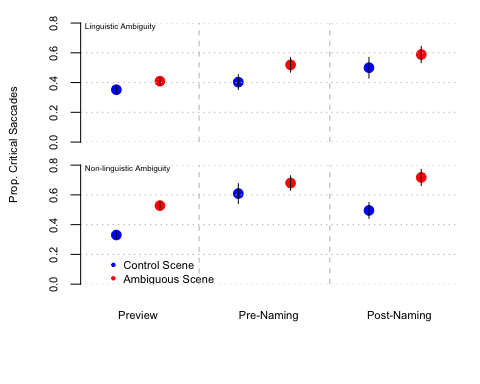 Prop. Critical Saccades
Linguistic Ambiguity
0.8
0.6
0.4
0.2
0.0
Non-linguistic Ambiguity
0.8
0.6
0.4
0.2
0.0
Control Scene
Ambiguous Scene
Preview Pre-Naming Post-Naming